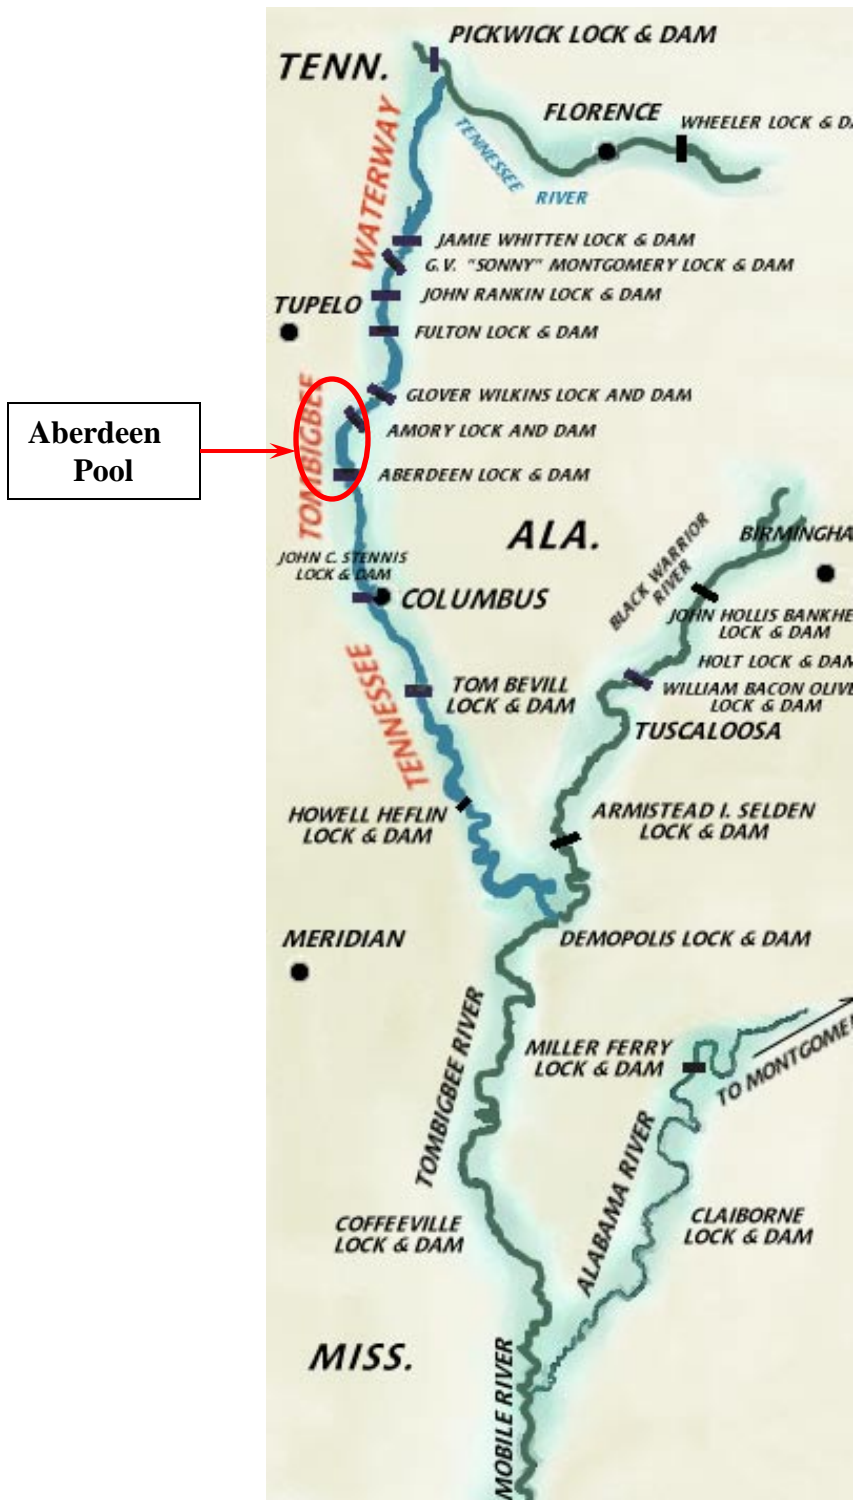 PICKWICK LOCK & DAM
TENN.
FLORENCE
WHEELER LOCK & DA
WATERWAY
TENNESSEE
RIVER
JAMIE WHITTEN LOCK & DAM
G.V. "SONNY" MONTGOMERY LOCK & DAM
JOHN RANKIN LOCK & DAM
TUPELO
FULTON LOCK & DAM
GLOVER WILKINS LOCK AND DAM
TOMBIGBEE
Aberdeen
Pool
AMORY LOCK AND DAM
ABERDEEN LOCK & DAM
ALA.
BLACK WARRIOR
RIVER
BIRMINGHA
JOHN C. STENNIS
LOCK & DAM
COLUMBUS
JOHN HOLLIS BANKHE
LOCK & DAM
HOLT LOCK & DAM
WILLIAM BACON OLIVE
LOCK & DAM
TENNESSEE
TOM BEVILL
LOCK & DAM
TUSCALOOSA
HOWELL HEFLIN
LOCK & DAM
ARMISTEAD I. SELDEN
LOCK & DAM
MERIDIAN
DEMOPOLIS LOCK & DAM
TOMBIGBEE RIVER
MILLER FERRY
LOCK & DAM
TO MONTGOMER
ALABAMA RIVER
COFFEEVILLE
LOCK & DAM
CLAIBORNE
LOCK & DAM
MISS.
MOBILE RIVER